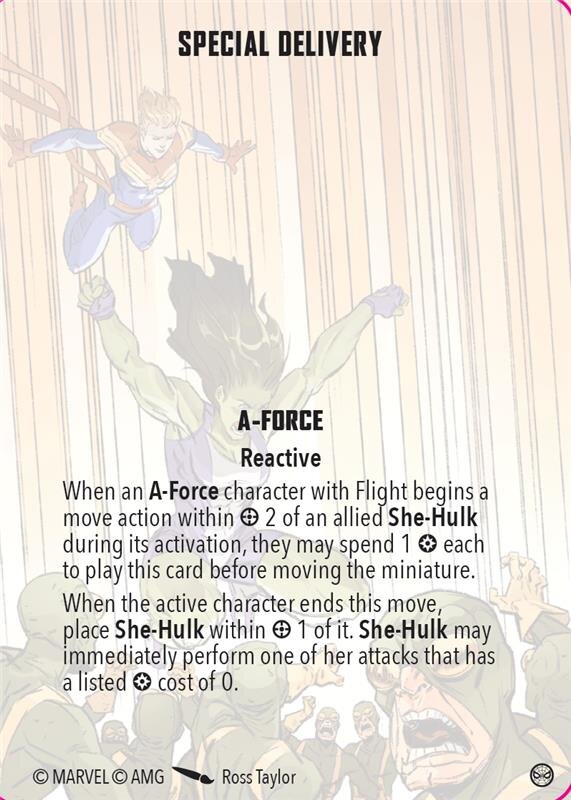 SPECIAL DELIVERY
A-FORCE
Reactive
When an A-Force character with Flight begins a
move action within 2 of an allied She-Hulk
during its activation, they may spend 1 each
to play this card before moving the miniature.
When the active character ends this move,
place She-Hulk within 1 of it. She-Hulk may
immediately perform one of her attacks that has
a listed cost of 0.
© MARVEL © AMG Ross Taylor